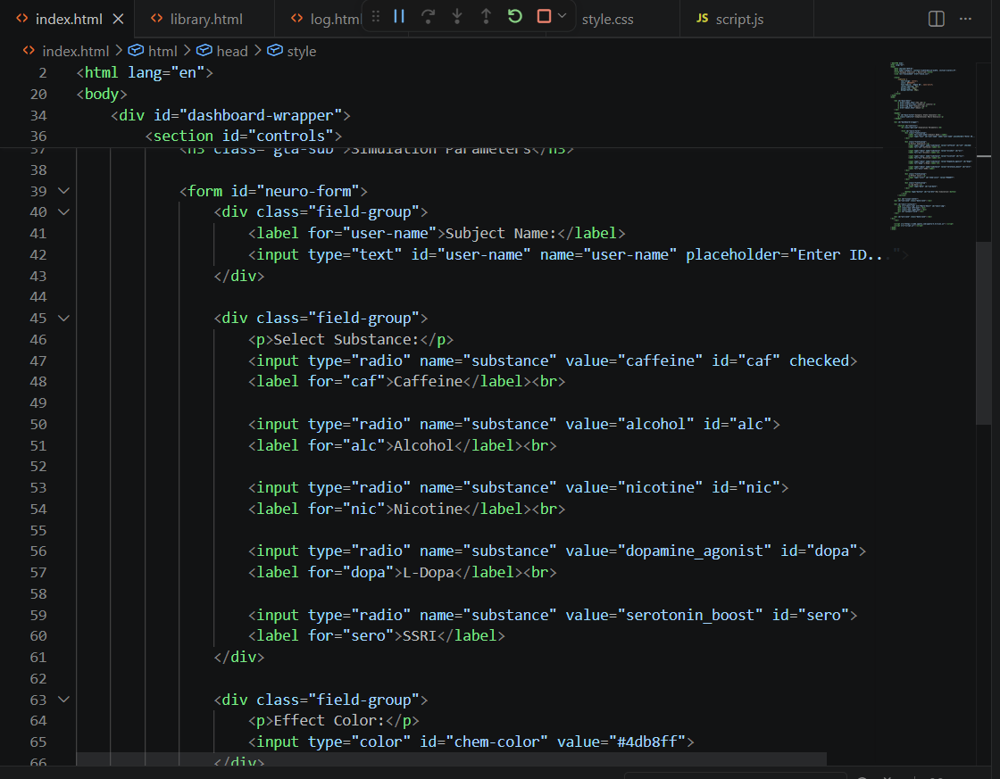 index.html
library.html
log.html
style.css
JS script.js
index.html > html > head > style
2 <html lang="en">
20 <body>
34 <div id="dashboard-wrapper">
36 <section id="controls">
37 <h3 class="gta-sub">Simulation Parameters</h3>
38
39 <form id="neuro-form">
40 <div class="field-group">
41 <label for="user-name">Subject Name:</label>
42 <input type="text" id="user-name" name="user-name" placeholder="Enter ID...">
43 </div>
44
45 <div class="field-group">
46 <p>Select Substance:</p>
47 <input type="radio" name="substance" value="caffeine" id="caf" checked>
48 <label for="caf">Caffeine</label><br>
49
50 <input type="radio" name="substance" value="alcohol" id="alc">
51 <label for="alc">Alcohol</label><br>
52
53 <input type="radio" name="substance" value="nicotine" id="nic">
54 <label for="nic">Nicotine</label><br>
55
56 <input type="radio" name="substance" value="dopamine_agonist" id="dopa">
57 <label for="dopa">L-Dopa</label><br>
58
59 <input type="radio" name="substance" value="serotonin_boost" id="sero">
60 <label for="sero">SSRI</label>
61 </div>
62
63 <div class="field-group">
64 <p>Effect Color:</p>
65 <input type="color" id="chem-color" value="#4db8ff">
66 </div>